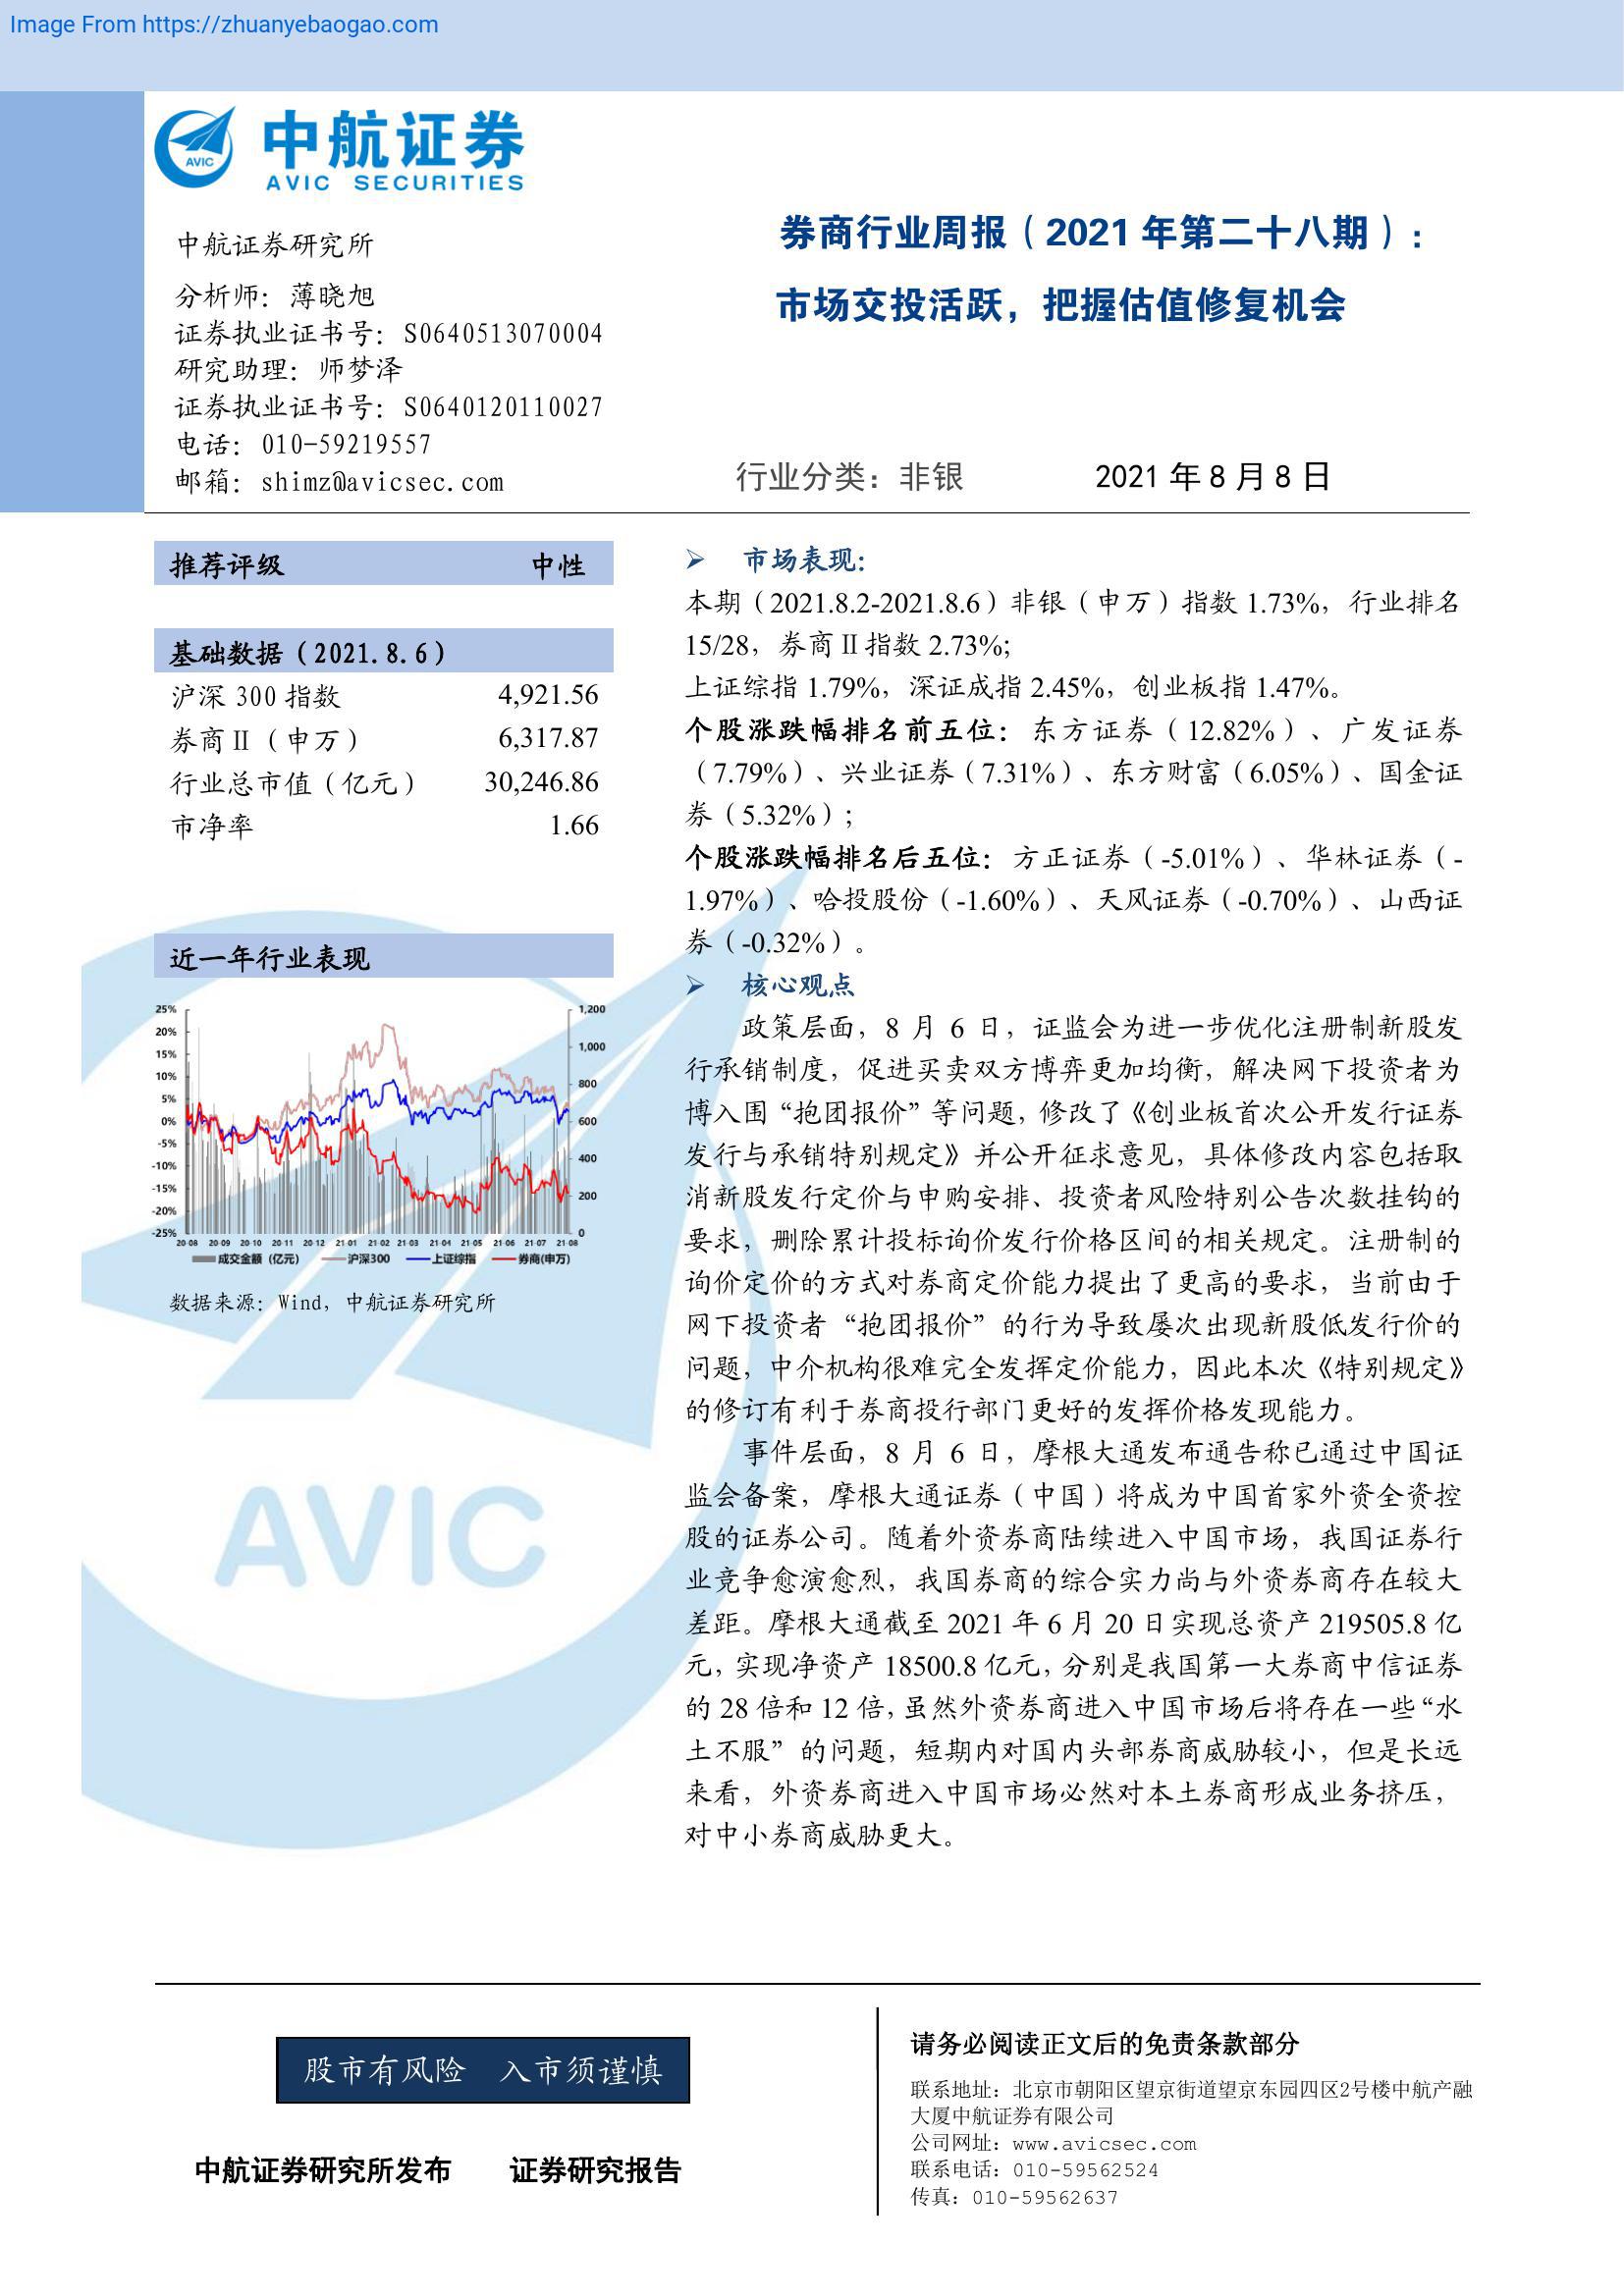 Image From https://zhuanyebaogao.com
AVIC
中航证券
AVIC SECURITIES
中航证券研究所
分析师：薄晓旭
证券执业证书号：S0640513070004
研究助理：师梦泽
证券执业证书号：S0640120110027
电话：010-59219557
邮箱：shimz@avicsec.com
券商行业周报（2021 年第二十八期）：
市场交投活跃，把握估值修复机会
行业分类：非银 2021 年 8 月 8 日
推荐评级 中性
基础数据（2021.8.6）
沪深 300 指数 4,921.56
券商Ⅱ（申万） 6,317.87
行业总市值（亿元） 30,246.86
市净率 1.66
近一年行业表现
25%
20%
15%
10%
5%
0%
-5%
-10%
-15%
-20%
-25%
1,200
1,000
800
600
400
200
0
20-08 20-09 20-10 20-11 20-12 21-01 21-02 21-03 21-04 21-05 21-06 21-07 21-08
成交金额（亿元） 沪深300 上证综指 券商(申万)
数据来源：Wind，中航证券研究所
AVIC
➢ 市场表现：
本期（2021.8.2-2021.8.6）非银（申万）指数 1.73%，行业排名
15/28，券商Ⅱ指数 2.73%;
上证综指 1.79%，深证成指 2.45%，创业板指 1.47%。
个股涨跌幅排名前五位：东方证券（12.82%）、广发证券
（7.79%）、兴业证券（7.31%）、东方财富（6.05%）、国金证
券（5.32%）;
个股涨跌幅排名后五位：方正证券（-5.01%）、华林证券（-
1.97%）、哈投股份（-1.60%）、天风证券（-0.70%）、山西证
券（-0.32%）。
➢ 核心观点
政策层面，8 月 6 日，证监会为进一步优化注册制新股发
行承销制度，促进买卖双方博弈更加均衡，解决网下投资者为
博入围“抱团报价”等问题，修改了《创业板首次公开发行证券
发行与承销特别规定》并公开征求意见，具体修改内容包括取
消新股发行定价与申购安排、投资者风险特别公告次数挂钩的
要求，删除累计投标询价发行价格区间的相关规定。注册制的
询价定价的方式对券商定价能力提出了更高的要求，当前由于
网下投资者“抱团报价”的行为导致屡次出现新股低发行价的
问题，中介机构很难完全发挥定价能力，因此本次《特别规定》
的修订有利于券商投行部门更好的发挥价格发现能力。
事件层面，8 月 6 日，摩根大通发布通告称已通过中国证
监会备案，摩根大通证券（中国）将成为中国首家外资全资控
股的证券公司。随着外资券商陆续进入中国市场，我国证券行
业竞争愈演愈烈，我国券商的综合实力尚与外资券商存在较大
差距。摩根大通截至 2021 年 6 月 20 日实现总资产 219505.8 亿
元，实现净资产 18500.8 亿元，分别是我国第一大券商中信证券
的 28 倍和 12 倍，虽然外资券商进入中国市场后将存在一些“水
土不服”的问题，短期内对国内头部券商威胁较小，但是长远
来看，外资券商进入中国市场必然对本土券商形成业务挤压，
对中小券商威胁更大。
股市有风险 入市须谨慎
中航证券研究所发布 证券研究报告
请务必阅读正文后的免责条款部分
联系地址：北京市朝阳区望京街道望京东园四区2号楼中航产融
大厦中航证券有限公司
公司网址：www.avicsec.com
联系电话：010-59562524
传真：010-59562637